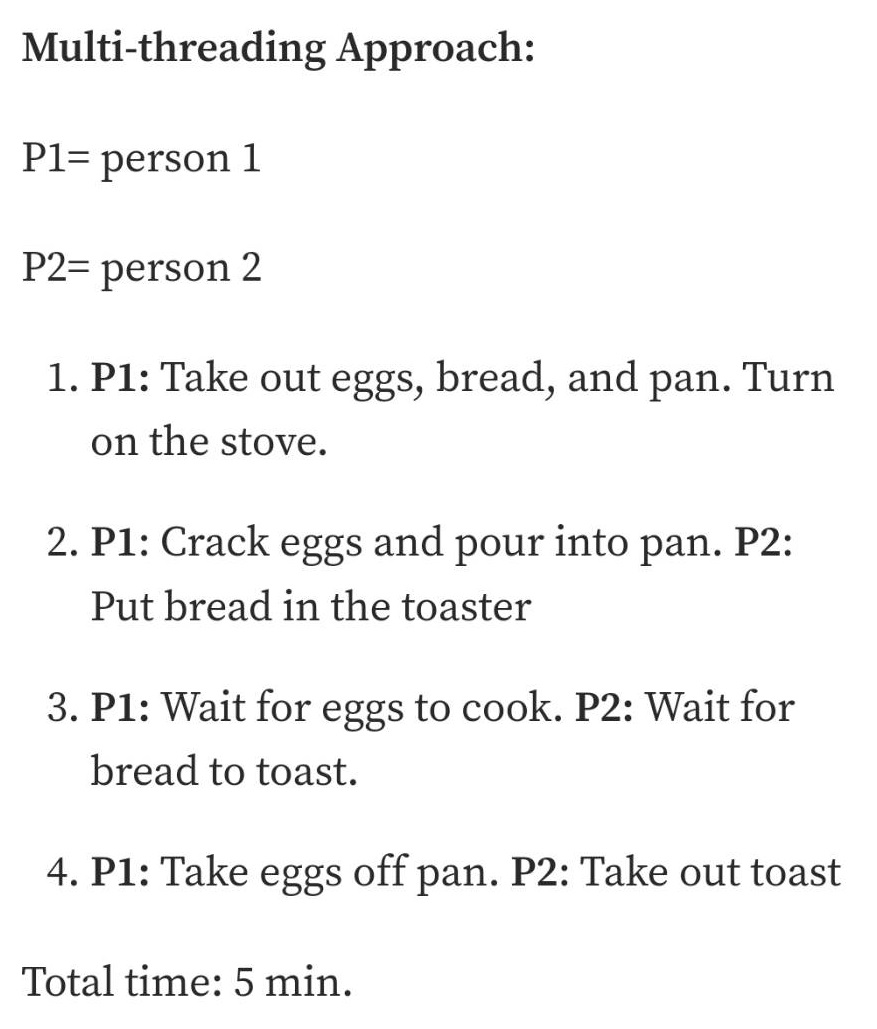 Multi-threading Approach:
P1= person 1
P2= person 2
1. P1: Take out eggs, bread, and pan. Turn
on the stove.
2. P1: Crack eggs and pour into pan. P2:
Put bread in the toaster
3. P1: Wait for eggs to cook. P2: Wait for
bread to toast.
4. P1: Take eggs off pan. P2: Take out toast
Total time: 5 min.